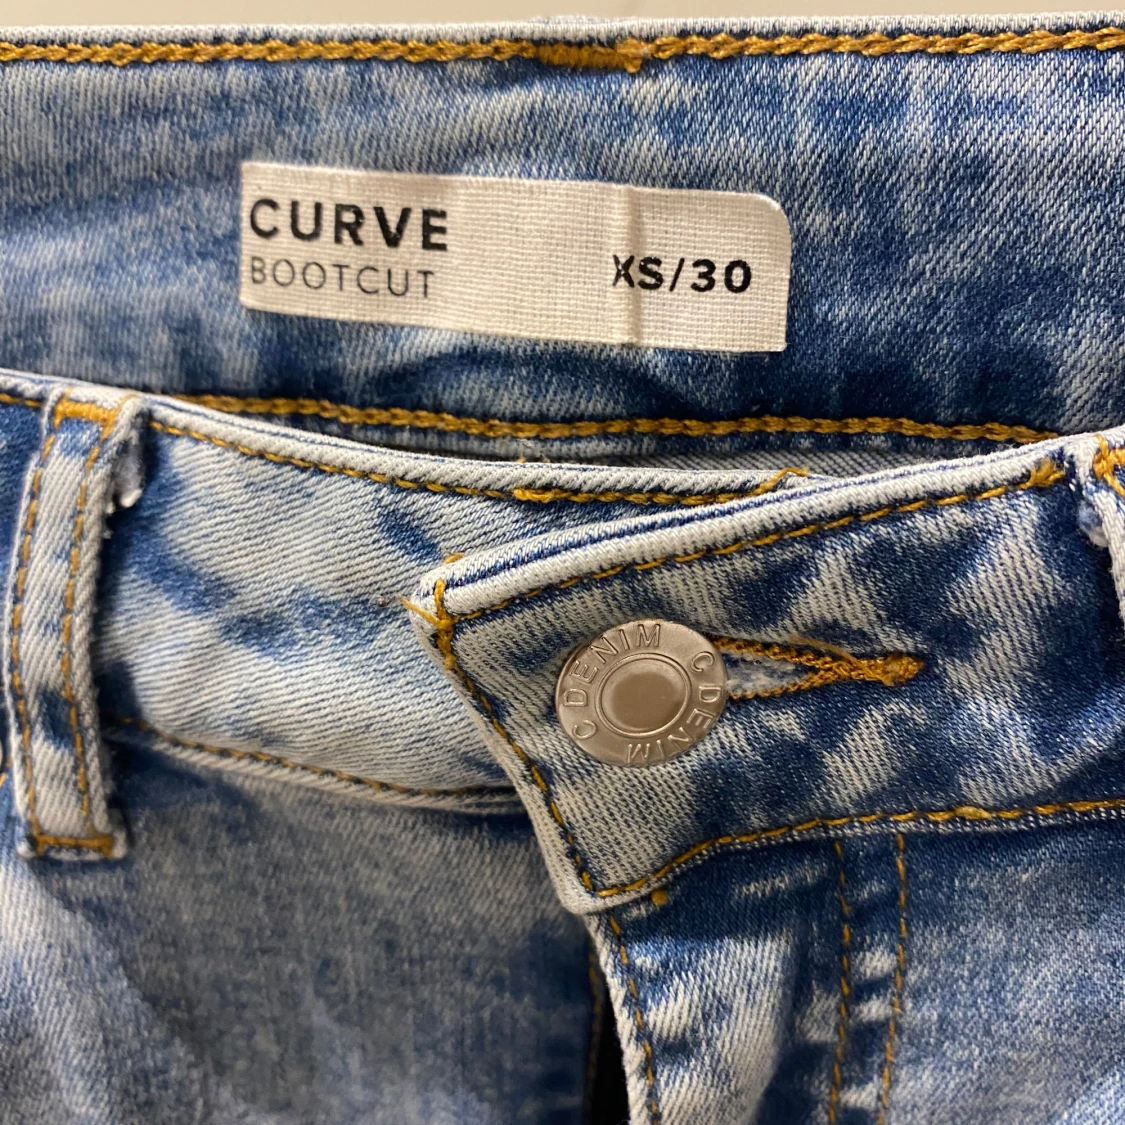 CURVE
BOOTCUT
XS/30
DENIM C DENIM C